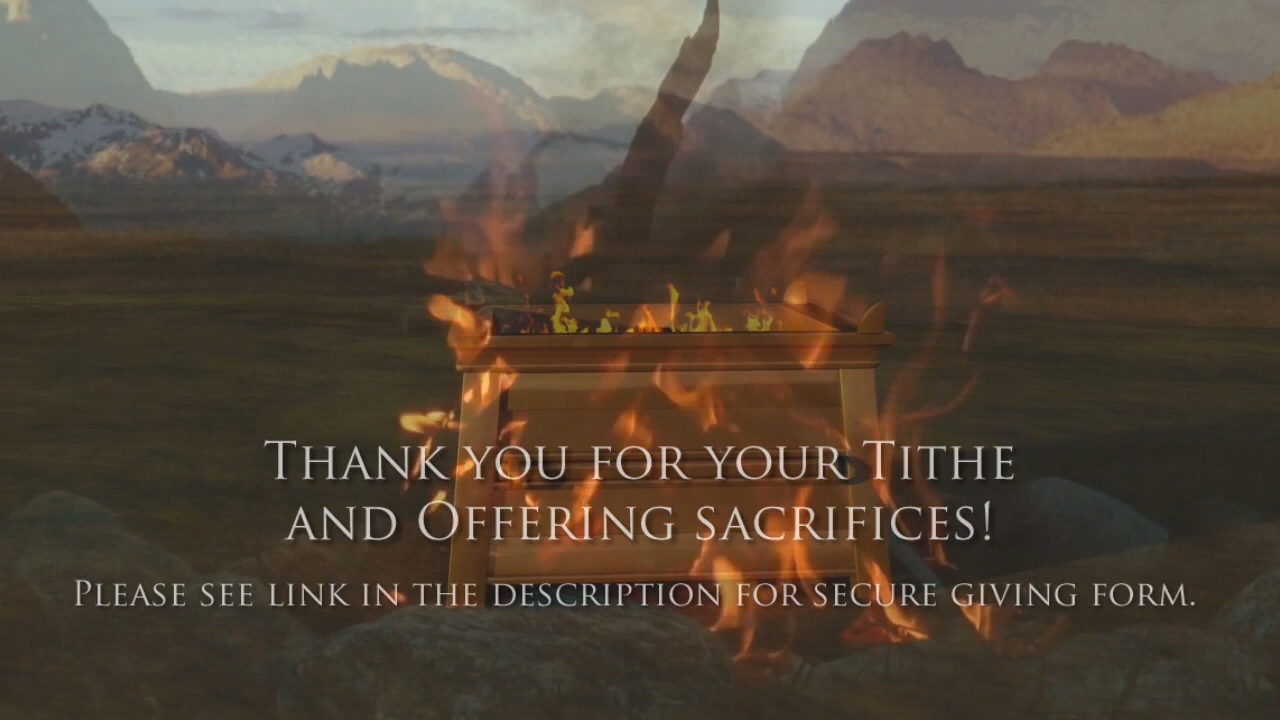 Thank you for your Tithe
and Offering sacrifices!
Please see link in the description for secure giving form.